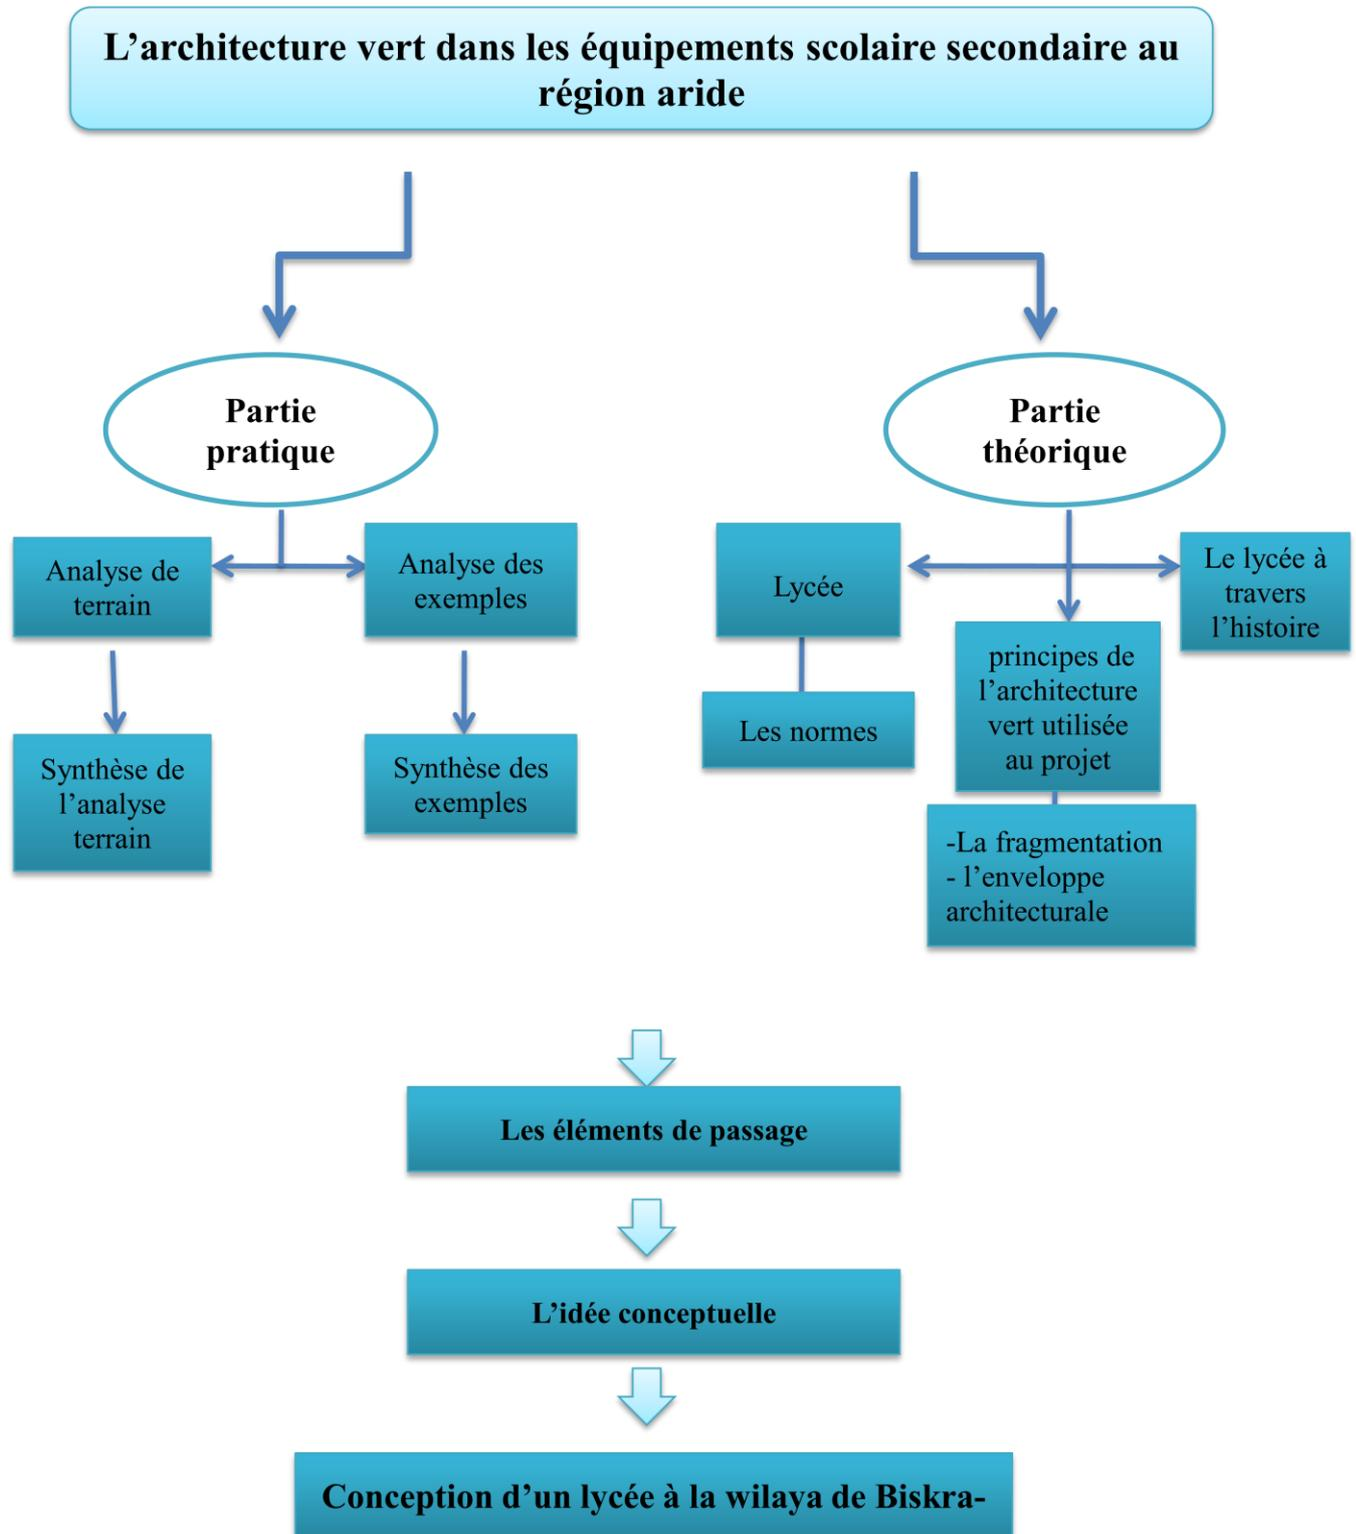 L’architecture vert dans les équipements scolaire secondaire au
région aride
Partie
pratique
Partie
théorique
Analyse de
terrain
Analyse des
exemples
Lycée
Le lycée à
travers
l’histoire
principes de
l’architecture
vert utilisée
au projet
Les normes
Synthèse de
l’analyse
terrain
Synthèse des
exemples
-La fragmentation
- l’enveloppe
architecturale
Les éléments de passage
L’idée conceptuelle
Conception d’un lycée à la wilaya de Biskra-